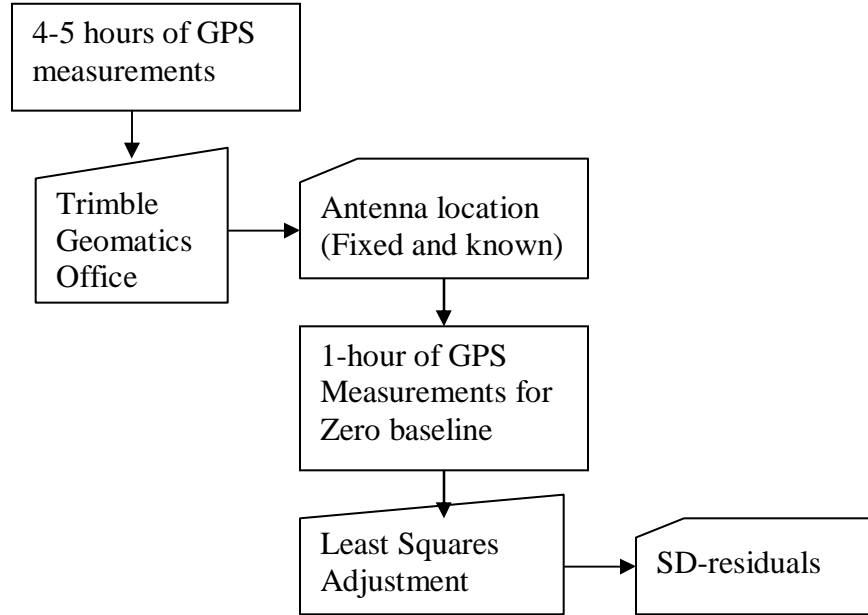 4-5 hours of GPS
measurements
Trimble
Geomatics
Office
Antenna location
(Fixed and known)
1-hour of GPS
Measurements for
Zero baseline
Least Squares
Adjustment
SD-residuals